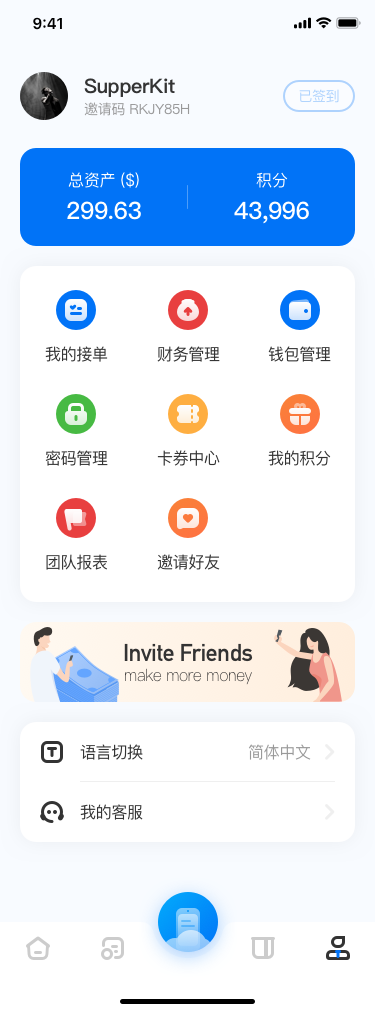 9:41
SupperKit
邀请码 RKJY85H
已签到
总资产 ($)
积分
299.63
43,996
我的接单
财务管理
钱包管理
密码管理
卡券中心
我的积分
团队报表
邀请好友
Invite Friends
make more money
语言切换
简体中文
我的客服